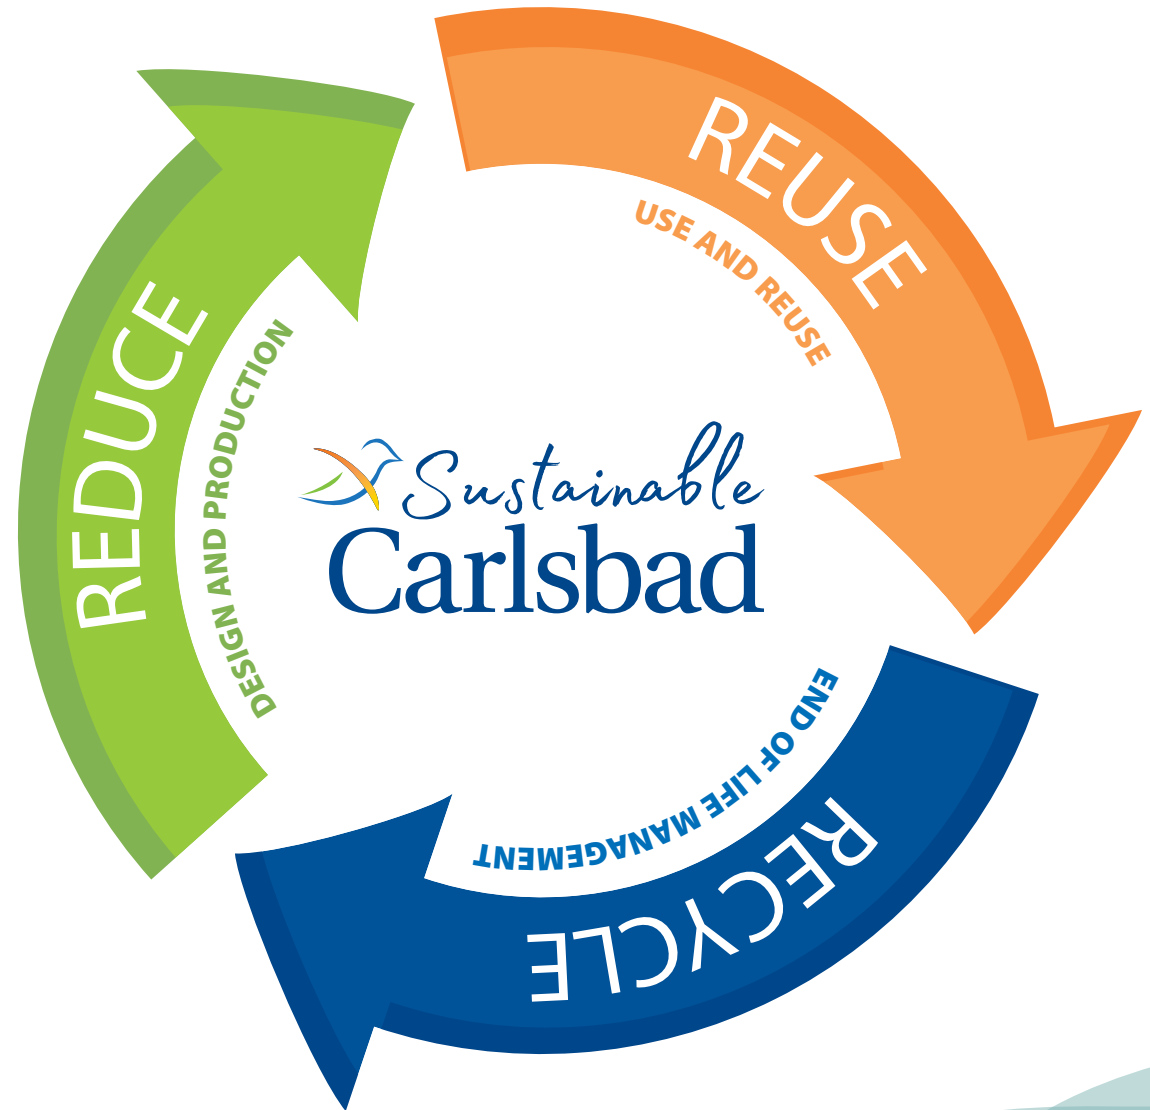 REDUCE
DESIGN AND PRODUCTION
REUSE
USE AND REUSE
RECYCLE
END OF LIFE MANAGEMENT
Sustainable
Carlsbad